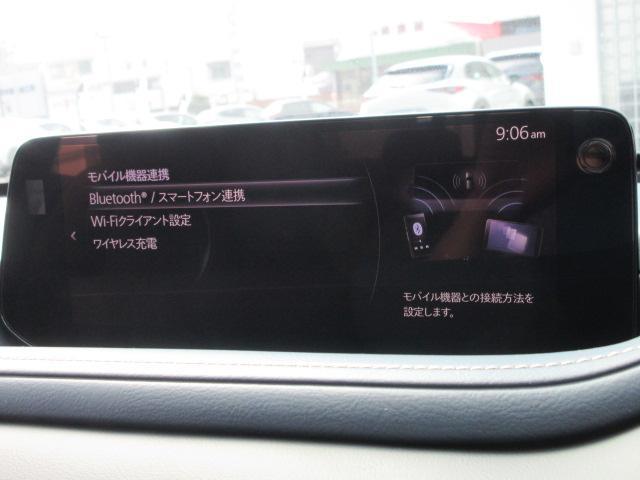 9:06 am
モバイル機器連携
Bluetooth® / スマートフォン連携
Wi-Fiクライアント設定
ワイヤレス充電
モバイル機器との接続方法を
設定します。